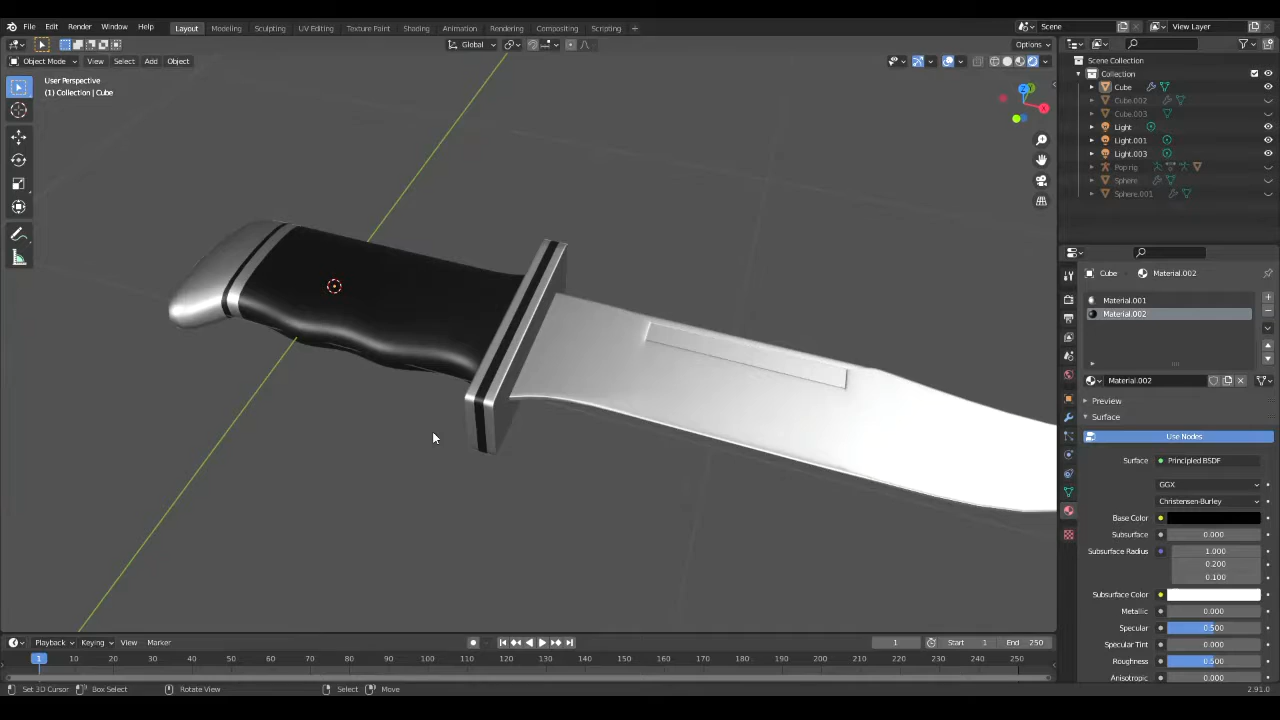 File Edit Render Window Help Layout Modeling Sculpting UV Editing Texture Paint Shading Animation Rendering Compositing Scripting + Scene View Layer
Global Options
Object Mode View Select Add Object
User Perspective
(1) Collection | Cube
Z
Y
X
Scene Collection
Collection
Cube
Cube.002
Cube.003
Light
Light.001
Light.003
Pop rig
Sphere
Sphere.001
Cube Material.002
Material.001
Material.002
Material.002
Preview
Surface
Use Nodes
Surface Principled BSDF
GGX
Christensen-Burley
Base Color
Subsurface 0.000
Subsurface Radius 1.000
0.200
0.100
Subsurface Color
Metallic 0.000
Specular 0.500
Specular Tint 0.000
Roughness 0.500
Anisotropic 0.000
Playback Keying View Marker 1 Start 1 End 250
1 10 20 30 40 50 60 70 80 90 100 110 120 130 140 150 160 170 180 190 200 210 220 230 240 250
Set 3D Cursor Box Select Rotate View Select Move 2.91.0